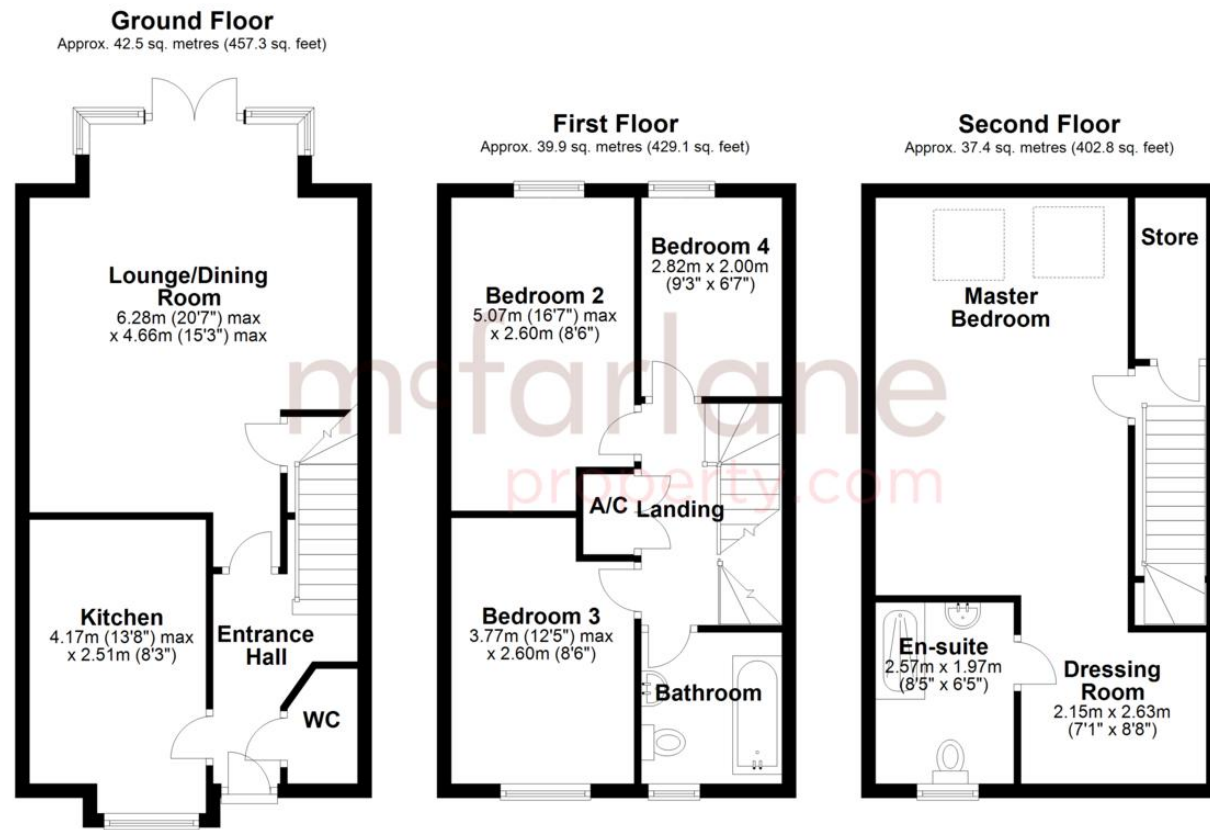 Ground Floor
Approx. 42.5 sq. metres (457.3 sq. feet)
Lounge/Dining
Room
6.28m (20'7") max
x 4.66m (15'3") max
Kitchen
4.17m (13'8") max
x 2.51m (8'3")
Entrance
Hall
WC
First Floor
Approx. 39.9 sq. metres (429.1 sq. feet)
Bedroom 2
5.07m (16'7") max
x 2.60m (8'6")
Bedroom 4
2.82m x 2.00m
(9'3" x 6'7")
A/C
Landing
Bedroom 3
3.77m (12'5") max
x 2.60m (8'6")
Bathroom
Second Floor
Approx. 37.4 sq. metres (402.8 sq. feet)
Master
Bedroom
Store
En-suite
2.57m x 1.97m
(8'5" x 6'5")
Dressing
Room
2.15m x 2.63m
(7'1" x 8'8")
mcfarlane
property.com